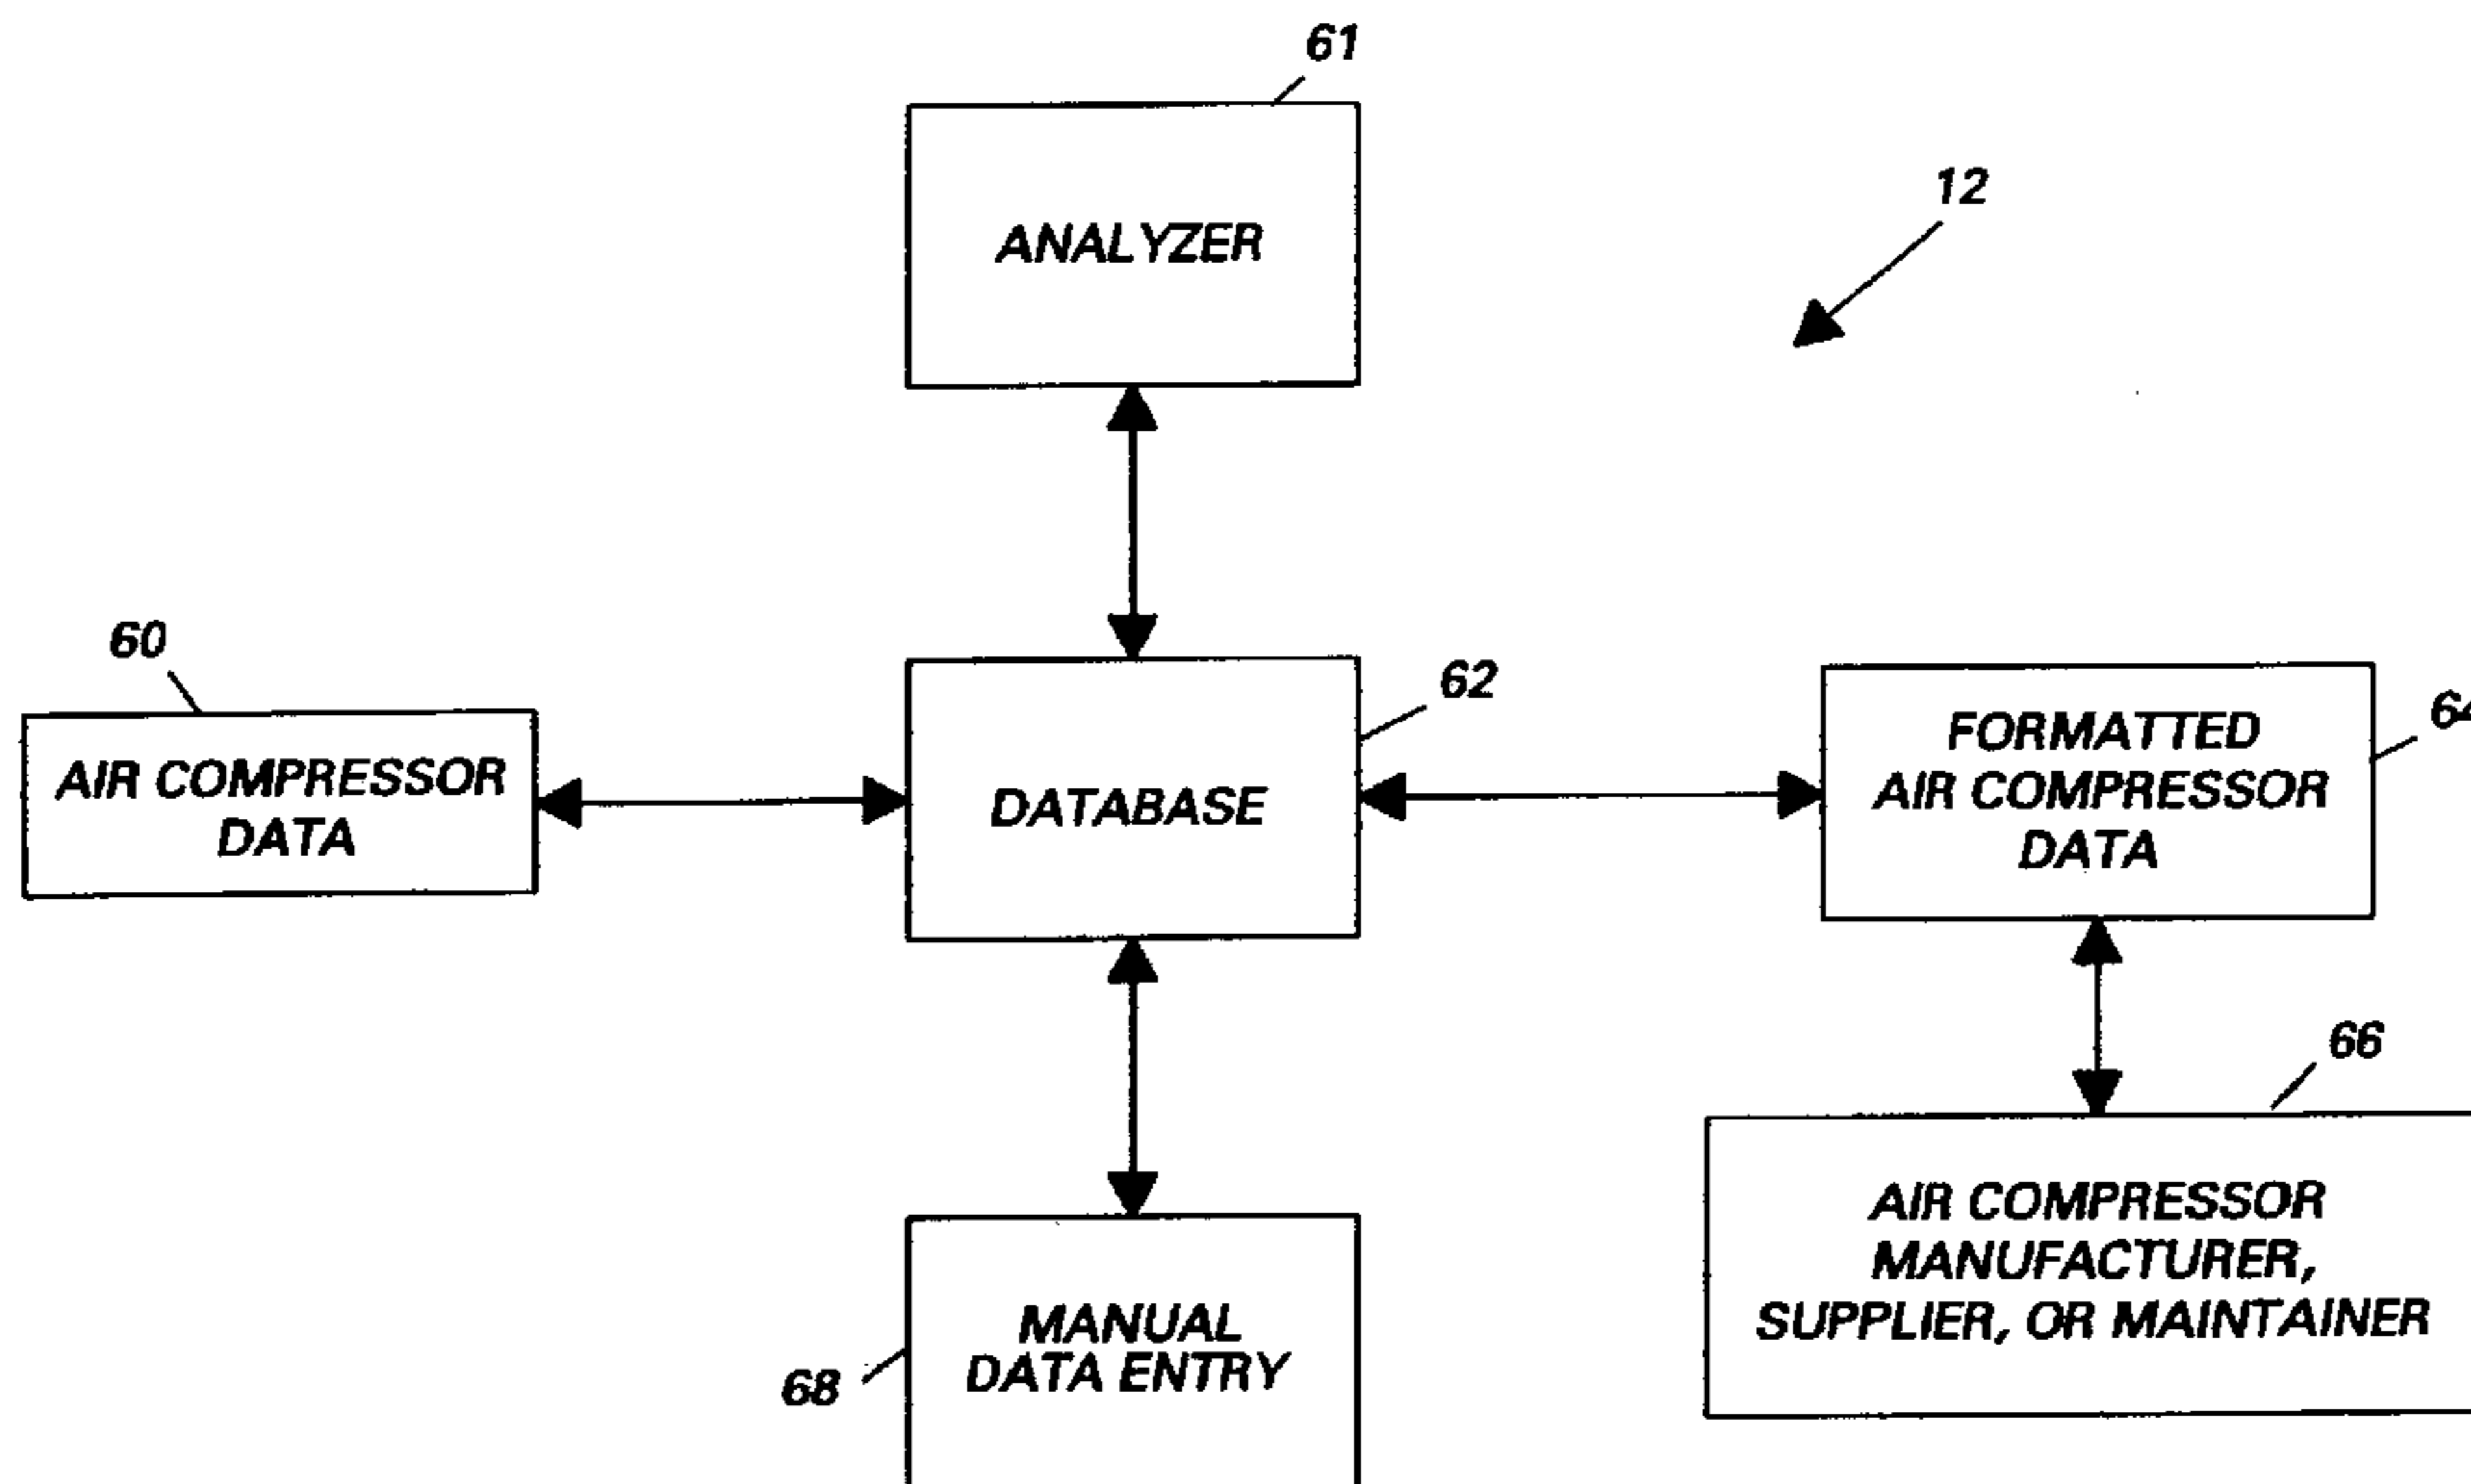 61
ANALYZER
12
60
AIR COMPRESSOR
DATA
62
DATABASE
64
FORMATTED
AIR COMPRESSOR
DATA
66
AIR COMPRESSOR
MANUFACTURER,
SUPPLIER, OR MAINTAINER
68
MANUAL
DATA ENTRY